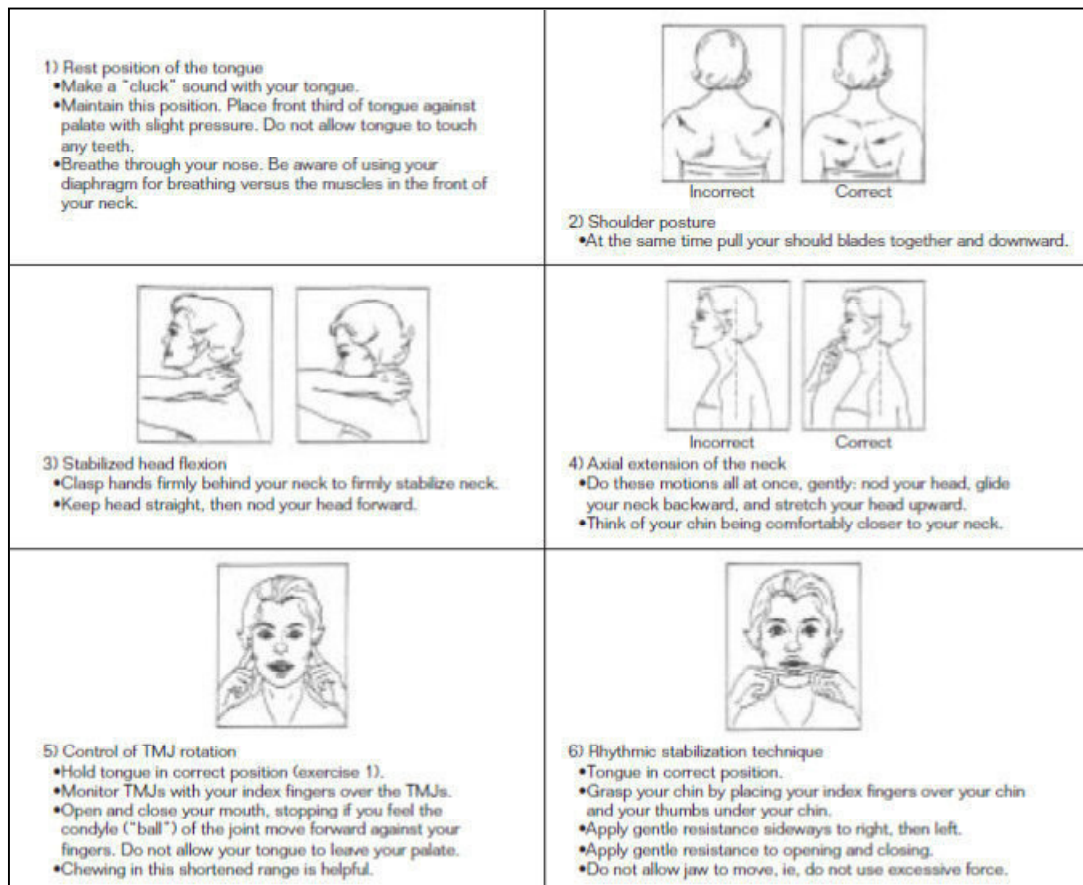 1) Rest position of the tongue
•Make a "cluck" sound with your tongue.
•Maintain this position. Place front third of tongue against
palate with slight pressure. Do not allow tongue to touch
any teeth.
•Breathe through your nose. Be aware of using your
diaphragm for breathing versus the muscles in the front of
your neck.
Incorrect Correct
2) Shoulder posture
•At the same time pull your should blades together and downward.
3) Stabilized head flexion
•Clasp hands firmly behind your neck to firmly stabilize neck.
•Keep head straight, then nod your head forward.
Incorrect Correct
4) Axial extension of the neck
•Do these motions all at once, gently: nod your head, glide
your neck backward, and stretch your head upward.
•Think of your chin being comfortably closer to your neck.
5) Control of TMJ rotation
•Hold tongue in correct position (exercise 1).
•Monitor TMJs with your index fingers over the TMJs.
•Open and close your mouth, stopping if you feel the
condyle ("ball") of the joint move forward against your
fingers. Do not allow your tongue to leave your palate.
•Chewing in this shortened range is helpful.
6) Rhythmic stabilization technique
•Tongue in correct position.
•Grasp your chin by placing your index fingers over your chin
and your thumbs under your chin.
•Apply gentle resistance sideways to right, then left.
•Apply gentle resistance to opening and closing.
•Do not allow jaw to move, ie, do not use excessive force.